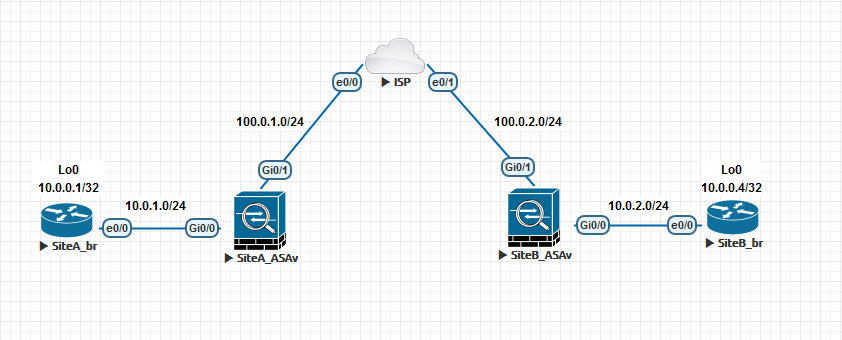 ISP
e0/0
e0/1
100.0.1.0/24
100.0.2.0/24
Gi0/1
Gi0/1
Lo0
10.0.0.1/32
10.0.1.0/24
e0/0
Gi0/0
SiteA_br
SiteA_ASAv
Lo0
10.0.0.4/32
10.0.2.0/24
Gi0/0
e0/0
SiteB_br
SiteB_ASAv